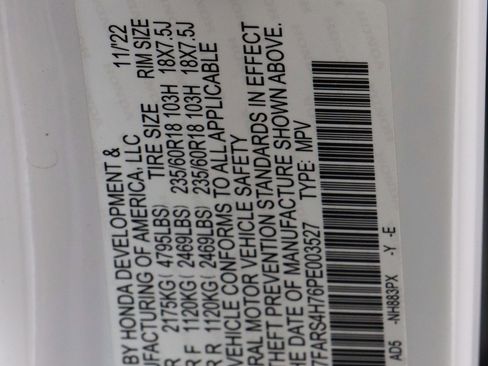 BY HONDA DEVELOPMENT & 11/'22
UFACTURING OF AMERICA, LLC
TIRE SIZE RIM SIZE
R 2175KG( 4795LBS) 235/60R18 103H 18X7.5J
R F 1120KG( 2469LBS) 235/60R18 103H 18X7.5J
R R 1120KG( 2469LBS)
VEHICLE CONFORMS TO ALL APPLICABLE
RAL MOTOR VEHICLE SAFETY
THEFT PREVENTION STANDARDS IN EFFECT
HE DATE OF MANUFACTURE SHOWN ABOVE.
7FARS4H76PE003527 TYPE: MPV
AD5 -NH883PX -Y -E